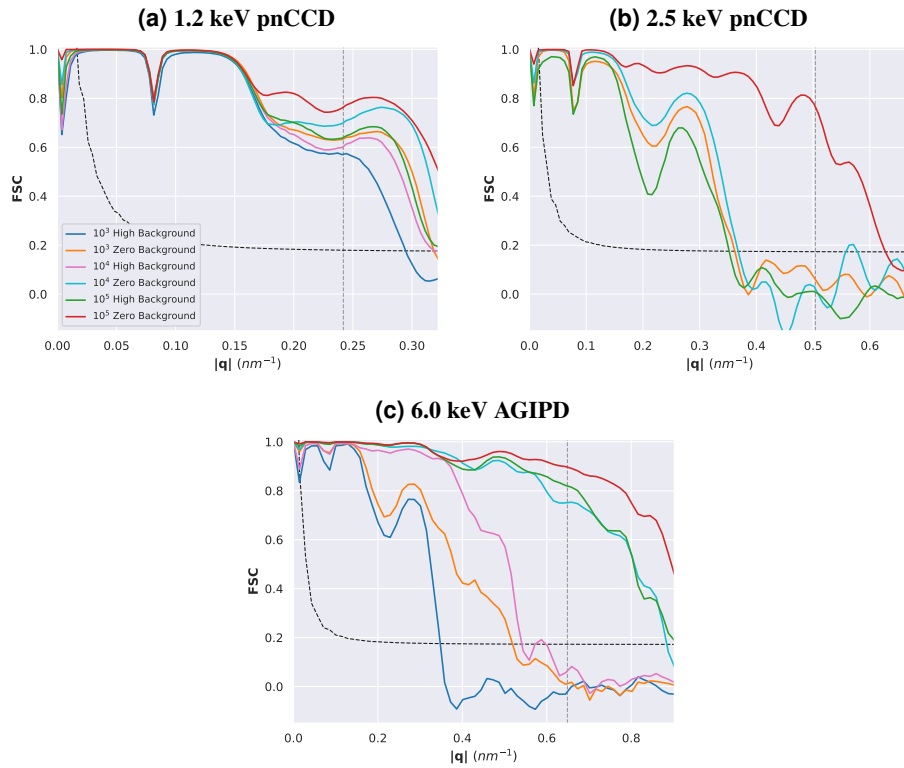 (a) 1.2 keV pnCCD
(b) 2.5 keV pnCCD
1.0
0.8
0.6
0.4
0.2
0.0
FSC
10³ High Background
10³ Zero Background
10⁴ High Background
10⁴ Zero Background
10⁵ High Background
10⁵ Zero Background
0.00 0.05 0.10 0.15 0.20 0.25 0.30
|q| (nm⁻¹)
1.0
0.8
0.6
0.4
0.2
0.0
FSC
0.0 0.1 0.2 0.3 0.4 0.5 0.6
|q| (nm⁻¹)
(c) 6.0 keV AGIPD
1.0
0.8
0.6
0.4
0.2
0.0
FSC
0.0 0.2 0.4 0.6 0.8
|q| (nm⁻¹)